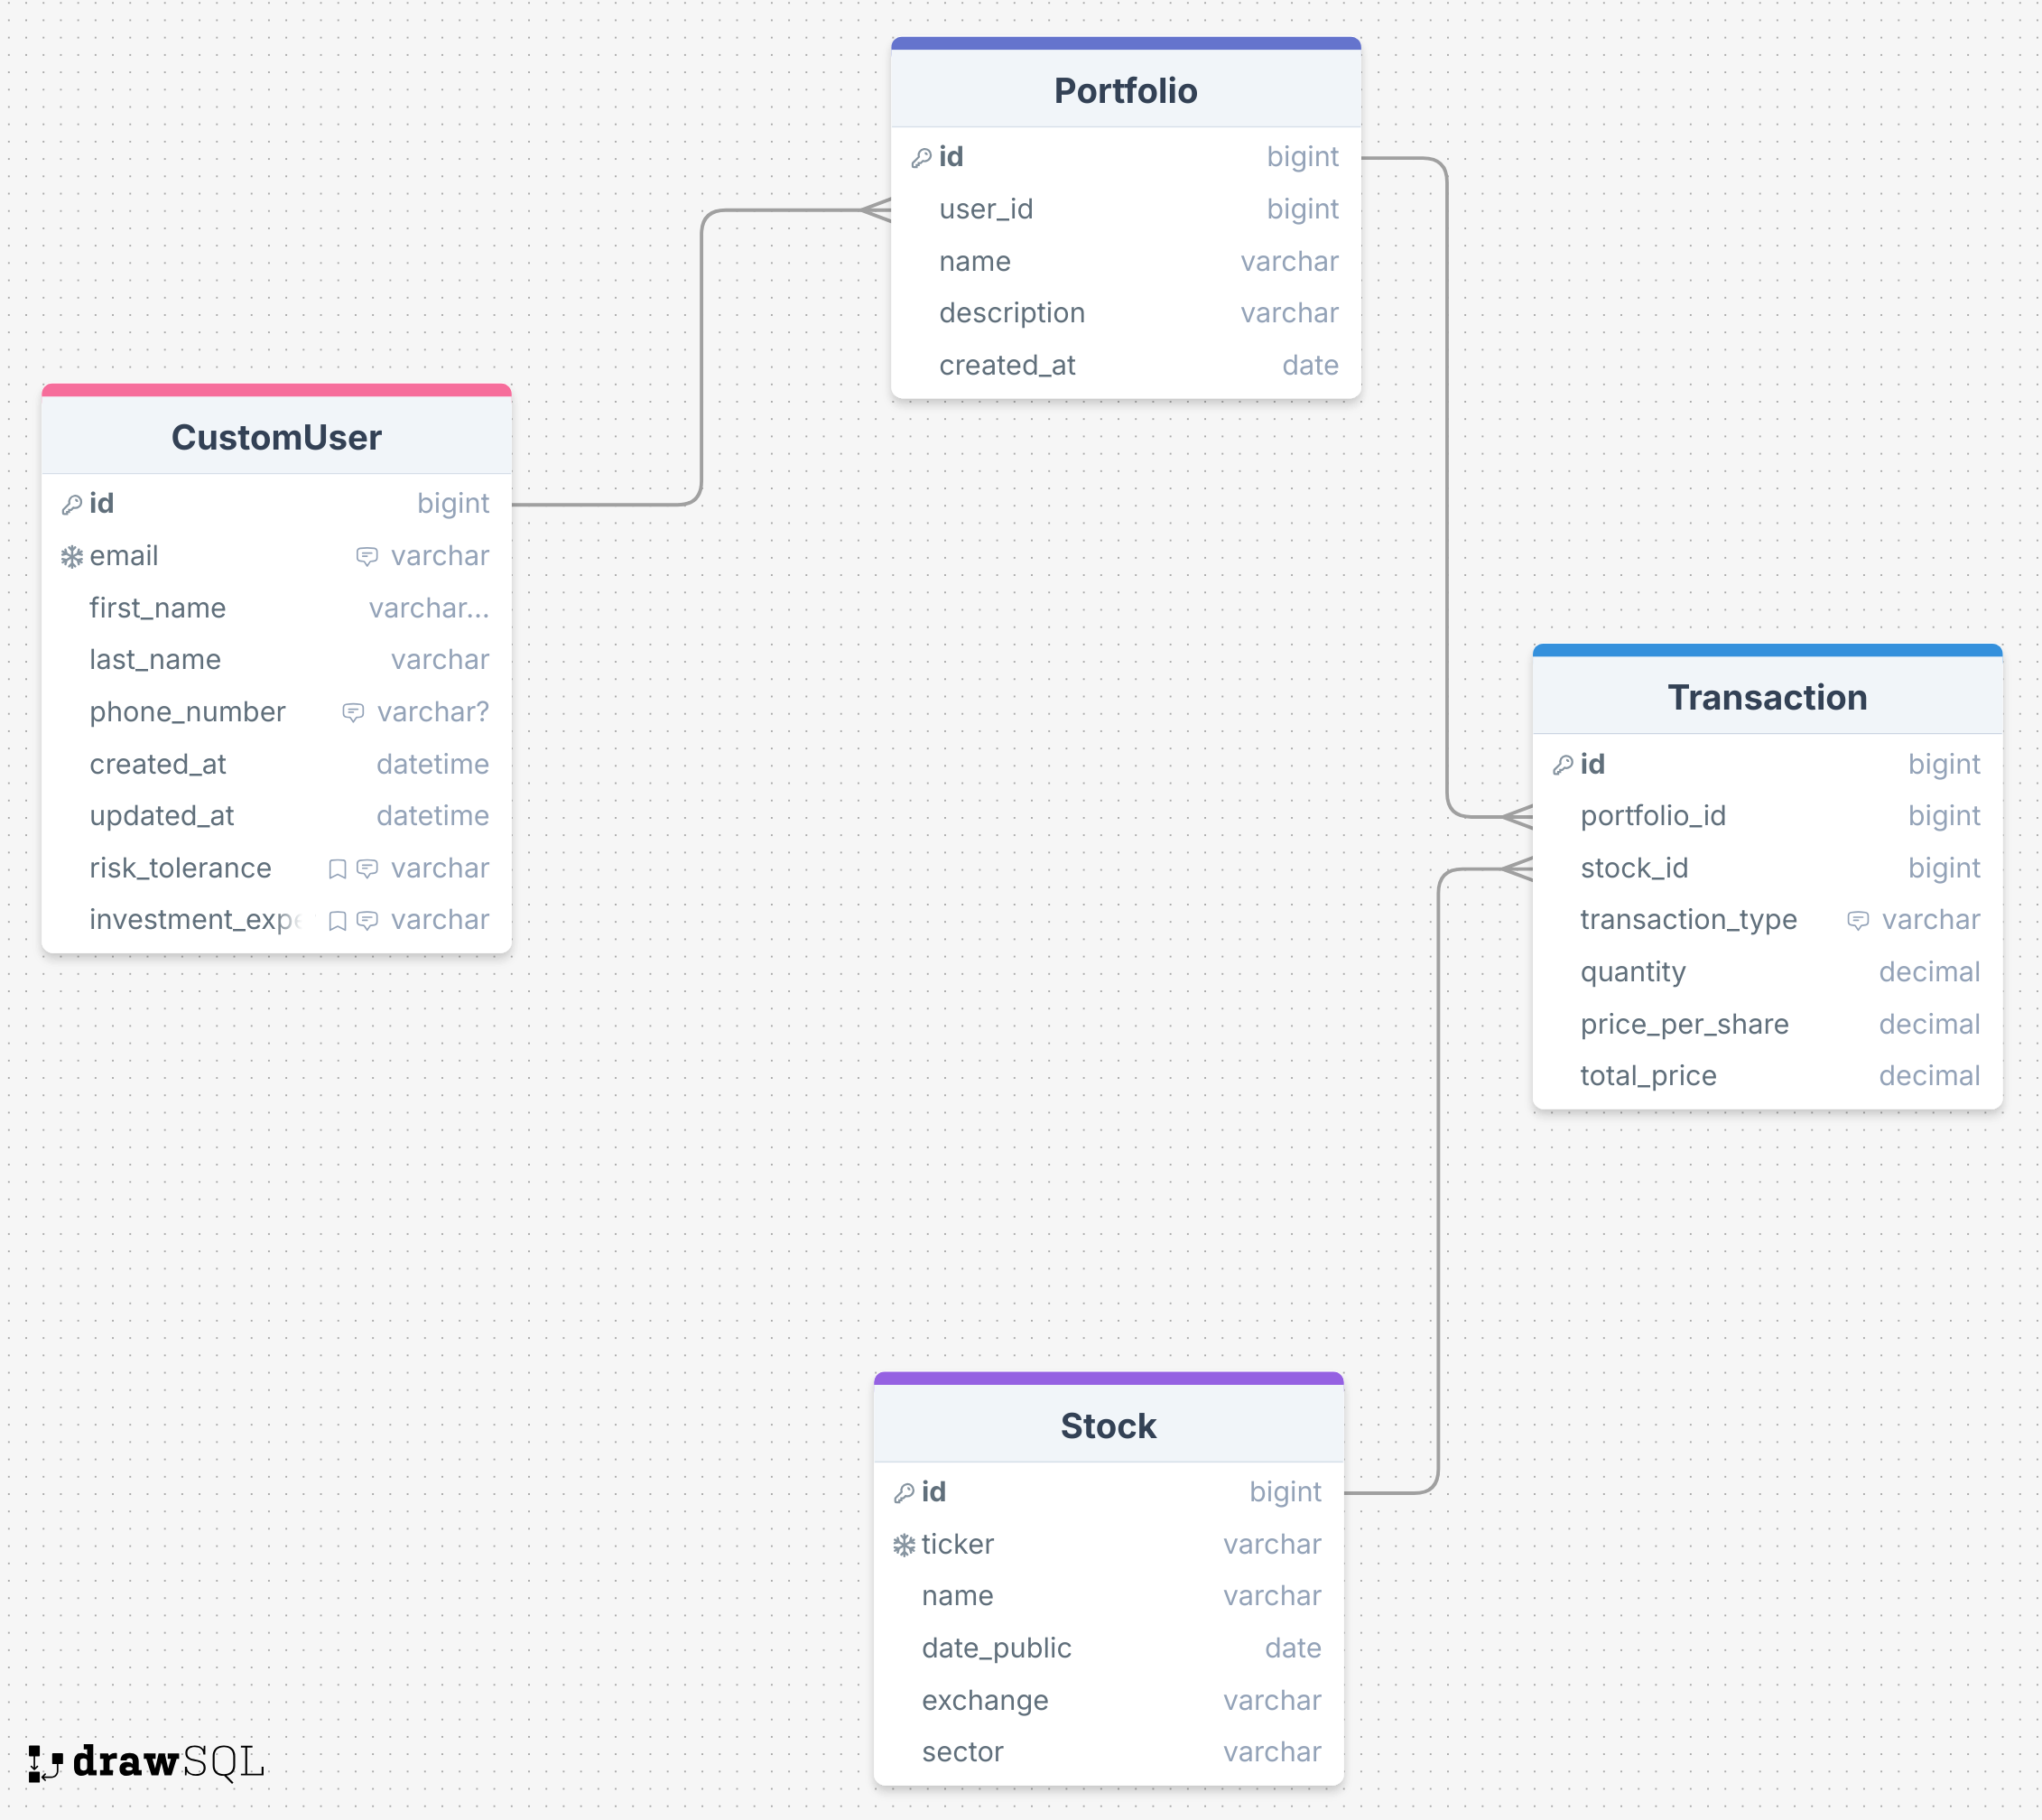 Portfolio
id bigint
user_id bigint
name varchar
description varchar
created_at date
CustomUser
id bigint
email varchar
first_name varchar...
last_name varchar
phone_number varchar?
created_at datetime
updated_at datetime
risk_tolerance varchar
investment_expe varchar
Transaction
id bigint
portfolio_id bigint
stock_id bigint
transaction_type varchar
quantity decimal
price_per_share decimal
total_price decimal
Stock
id bigint
ticker varchar
name varchar
date_public date
exchange varchar
sector varchar
drawSQL